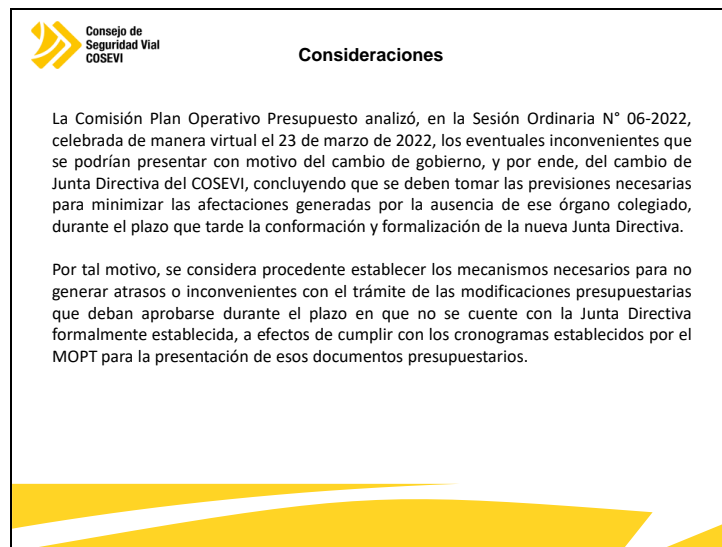 Consejo de
Seguridad Vial
COSEVI
Consideraciones
La Comisión Plan Operativo Presupuesto analizó, en la Sesión Ordinaria N° 06-2022,
celebrada de manera virtual el 23 de marzo de 2022, los eventuales inconvenientes que
se podrían presentar con motivo del cambio de gobierno, y por ende, del cambio de
Junta Directiva del COSEVI, concluyendo que se deben tomar las previsiones necesarias
para minimizar las afectaciones generadas por la ausencia de ese órgano colegiado,
durante el plazo que tarde la conformación y formalización de la nueva Junta Directiva.
Por tal motivo, se considera procedente establecer los mecanismos necesarios para no
generar atrasos o inconvenientes con el trámite de las modificaciones presupuestarias
que deban aprobarse durante el plazo en que no se cuente con la Junta Directiva
formalmente establecida, a efectos de cumplir con los cronogramas establecidos por el
MOPT para la presentación de esos documentos presupuestarios.